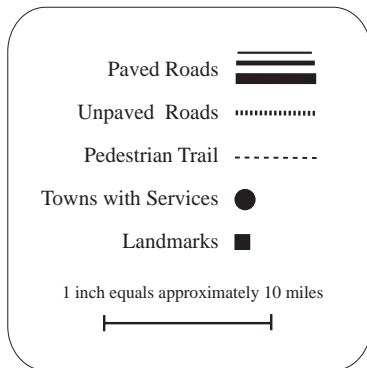 Paved Roads
Unpaved Roads
Pedestrian Trail
Towns with Services
Landmarks
1 inch equals approximately 10 miles